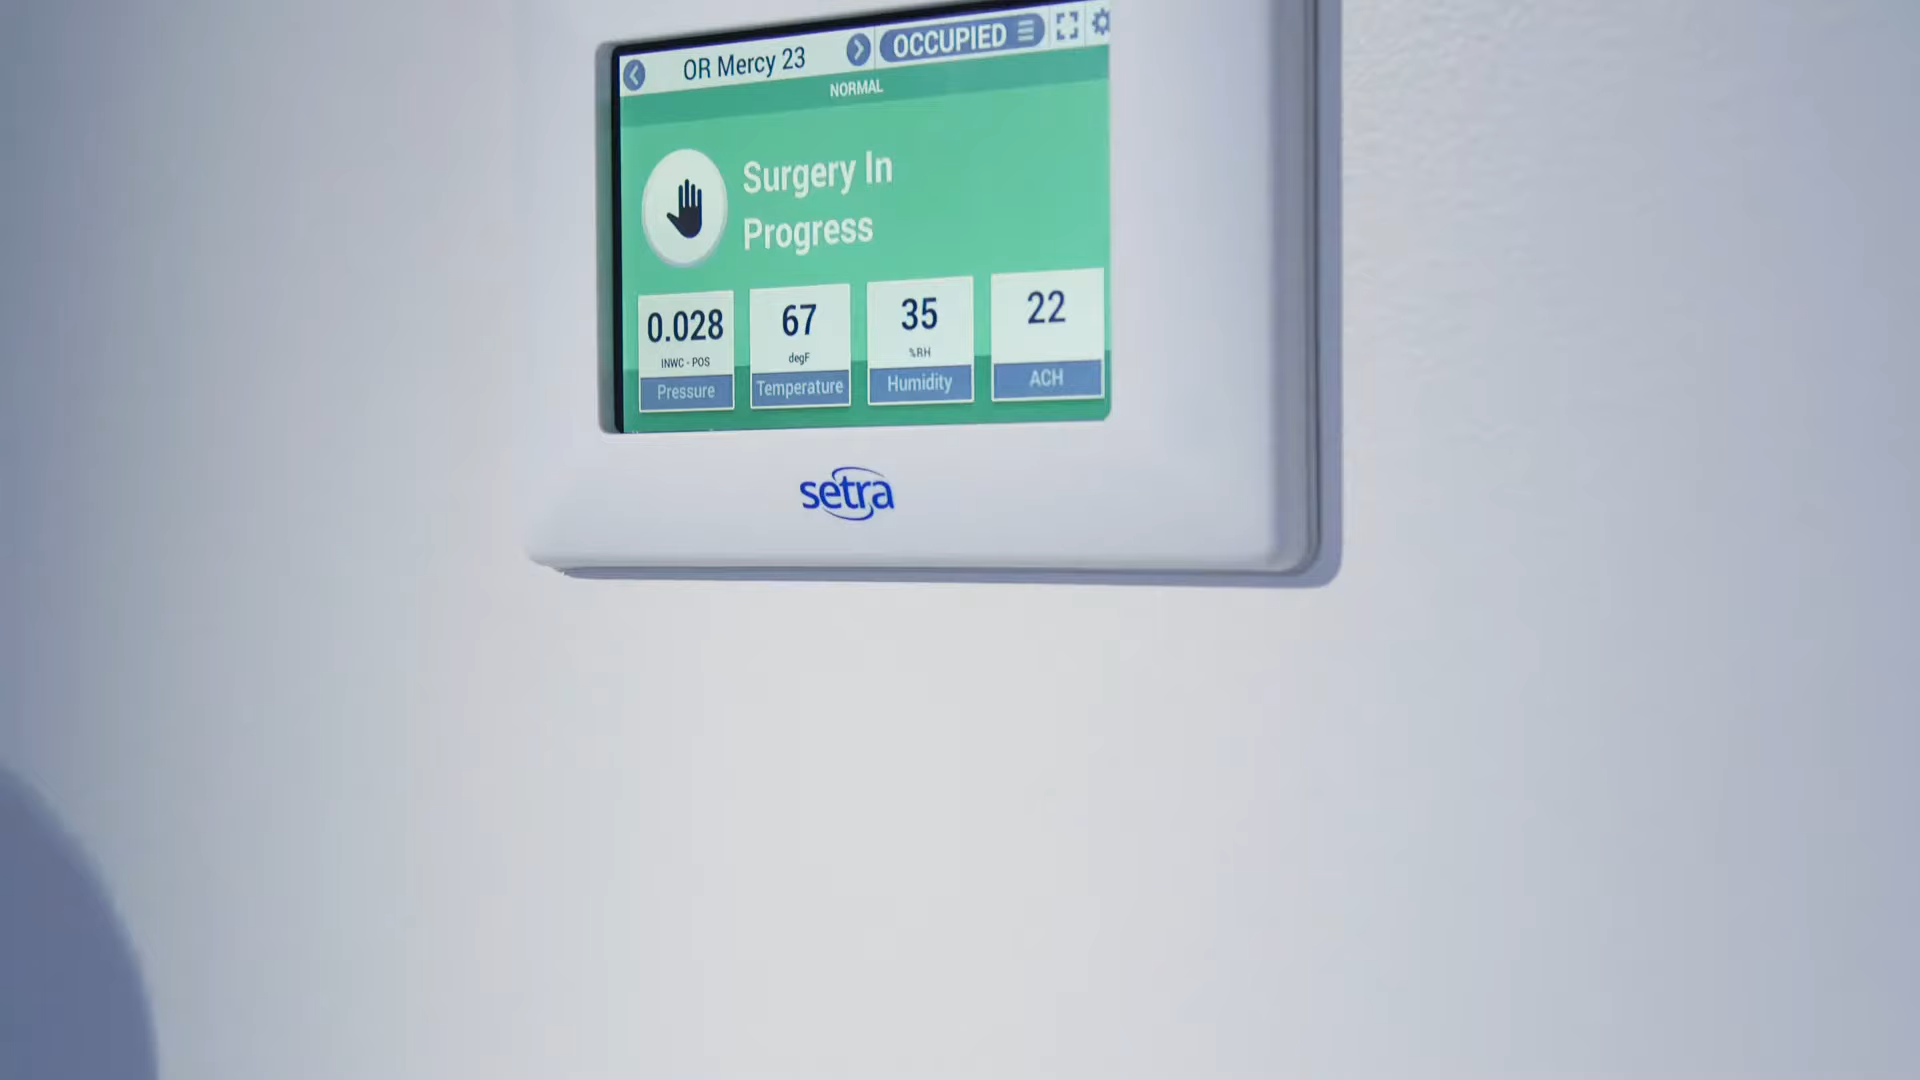 OR Mercy 23
OCCUPIED
NORMAL
Surgery In
Progress
0.028
INWC - POS
Pressure
67
degF
Temperature
35
%RH
Humidity
22
ACH
setra